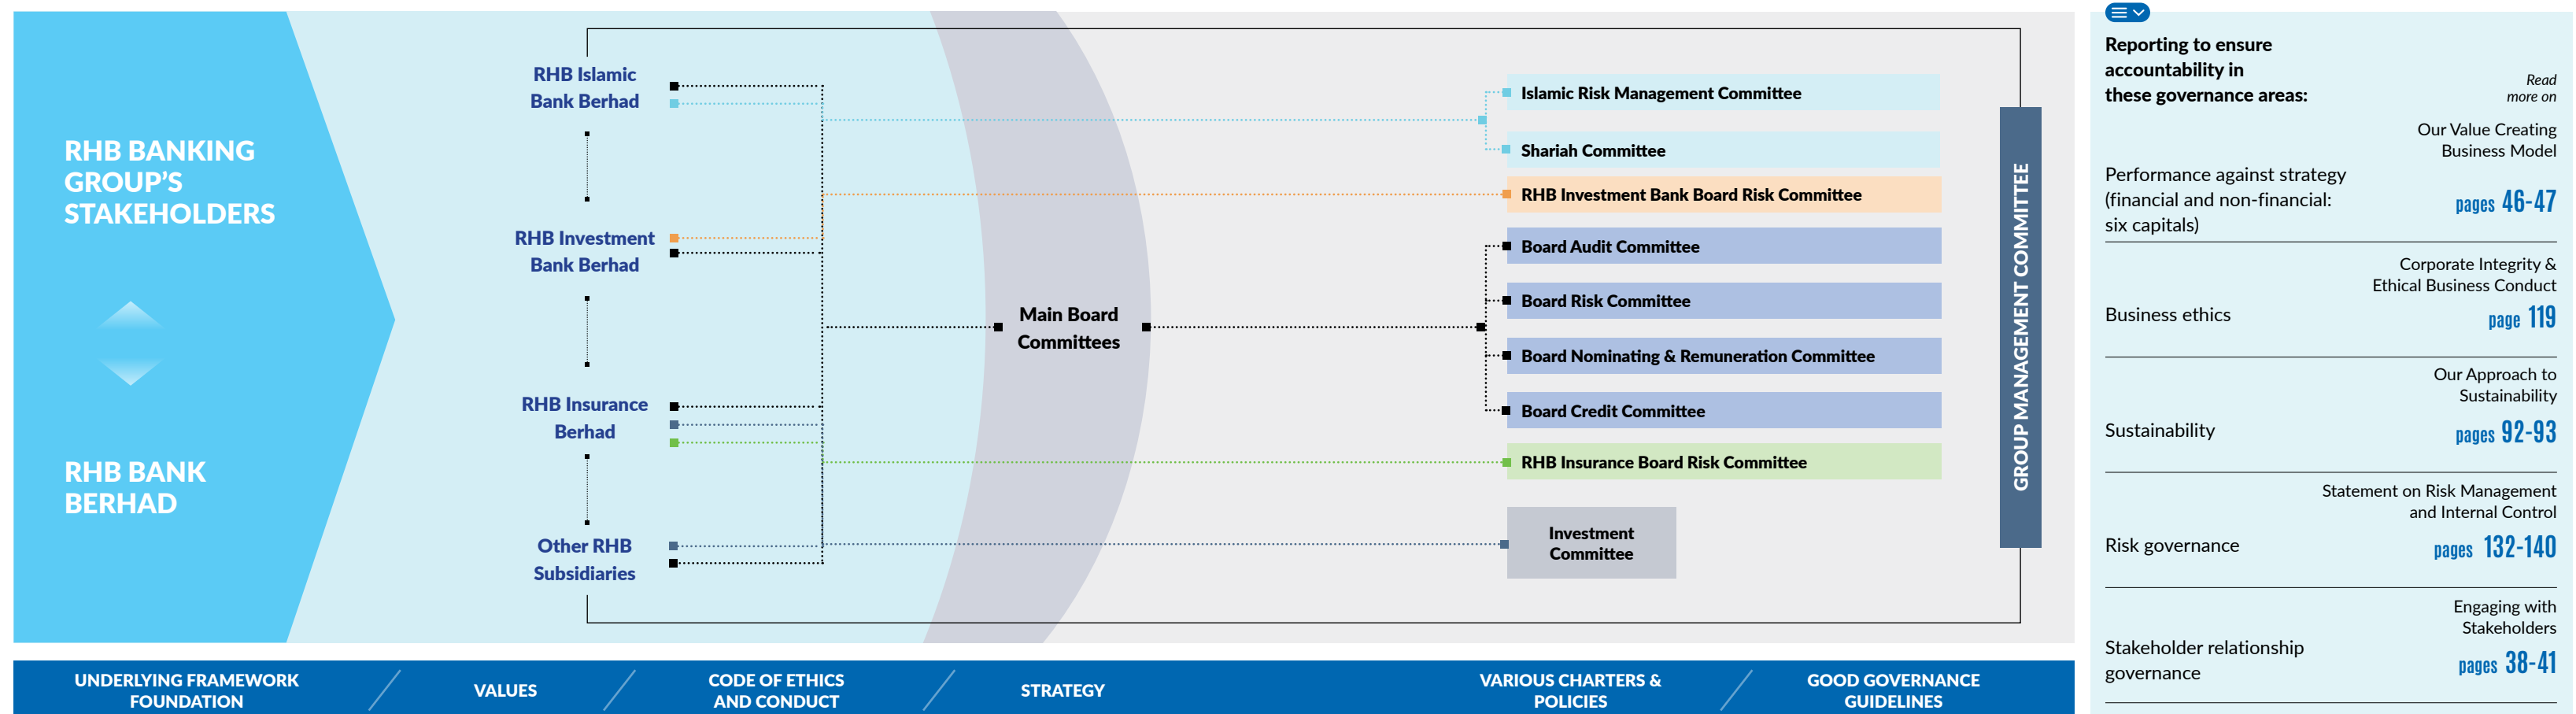 RHB BANKING
GROUP’S
STAKEHOLDERS
RHB BANK
BERHAD
RHB Islamic
Bank Berhad
RHB Investment
Bank Berhad
RHB Insurance
Berhad
Other RHB
Subsidiaries
Main Board
Committees
Islamic Risk Management Committee
Shariah Committee
RHB Investment Bank Board Risk Committee
Board Audit Committee
Board Risk Committee
Board Nominating & Remuneration Committee
Board Credit Committee
RHB Insurance Board Risk Committee
Investment
Committee
GROUP MANAGEMENT COMMITTEE
UNDERLYING FRAMEWORK
FOUNDATION
VALUES
CODE OF ETHICS
AND CONDUCT
STRATEGY
VARIOUS CHARTERS &
POLICIES
GOOD GOVERNANCE
GUIDELINES
Reporting to ensure
accountability in
these governance areas:
Read
more on
Performance against strategy
(financial and non-financial:
six capitals)
Our Value Creating
Business Model
pages 46-47
Business ethics
Corporate Integrity &
Ethical Business Conduct
page 119
Sustainability
Our Approach to
Sustainability
pages 92-93
Risk governance
Statement on Risk Management
and Internal Control
pages 132-140
Stakeholder relationship
governance
Engaging with
Stakeholders
pages 38-41